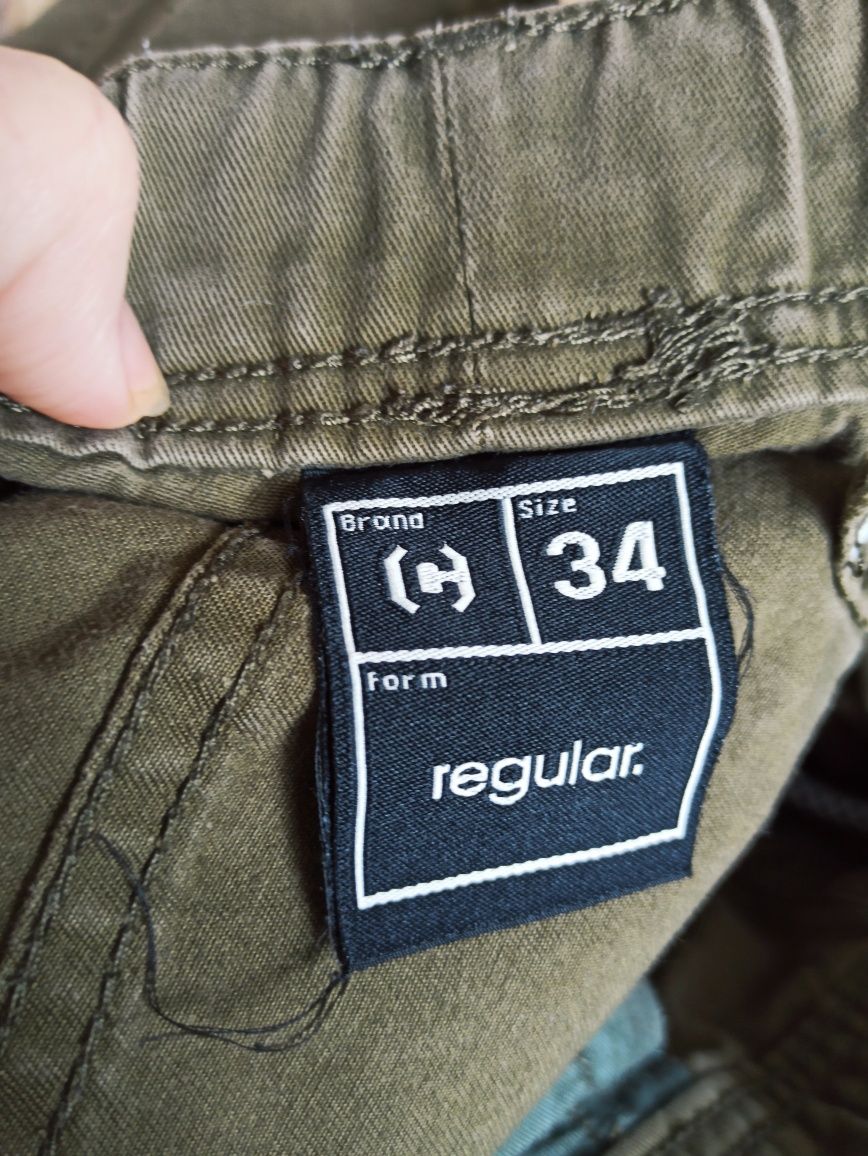 Brand
Size
34
Form
regular.